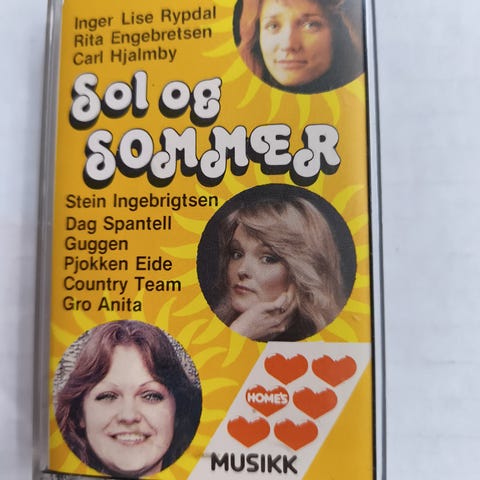 Inger Lise Rypdal
Rita Engebretsen
Carl Hjalmby
Sol og
SOMMER
Stein Ingebrigtsen
Dag Spantell
Guggen
Pjokken Eide
Country Team
Gro Anita
HOME'S
MUSIKK